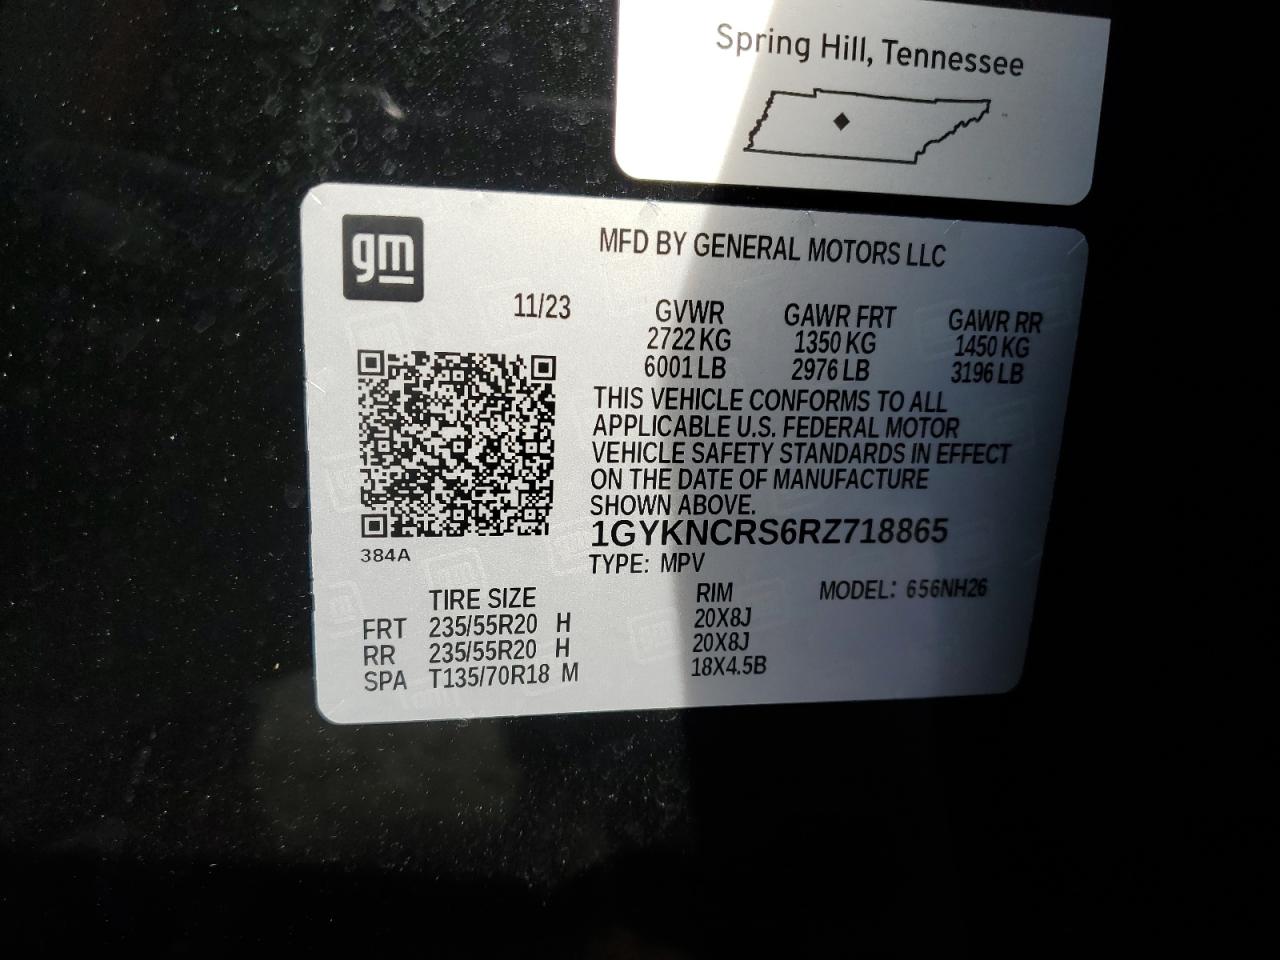 Spring Hill, Tennessee
gm
MFD BY GENERAL MOTORS LLC
11/23 GVWR GAWR FRT GAWR RR
2722 KG 1350 KG 1450 KG
6001 LB 2976 LB 3196 LB
THIS VEHICLE CONFORMS TO ALL
APPLICABLE U.S. FEDERAL MOTOR
VEHICLE SAFETY STANDARDS IN EFFECT
ON THE DATE OF MANUFACTURE
SHOWN ABOVE.
1GYKNCRS6RZ718865
384A
TYPE: MPV
TIRE SIZE RIM MODEL: 656NH26
FRT 235/55R20 H 20X8J
RR 235/55R20 H 20X8J
SPA T135/70R18 M 18X4.5B